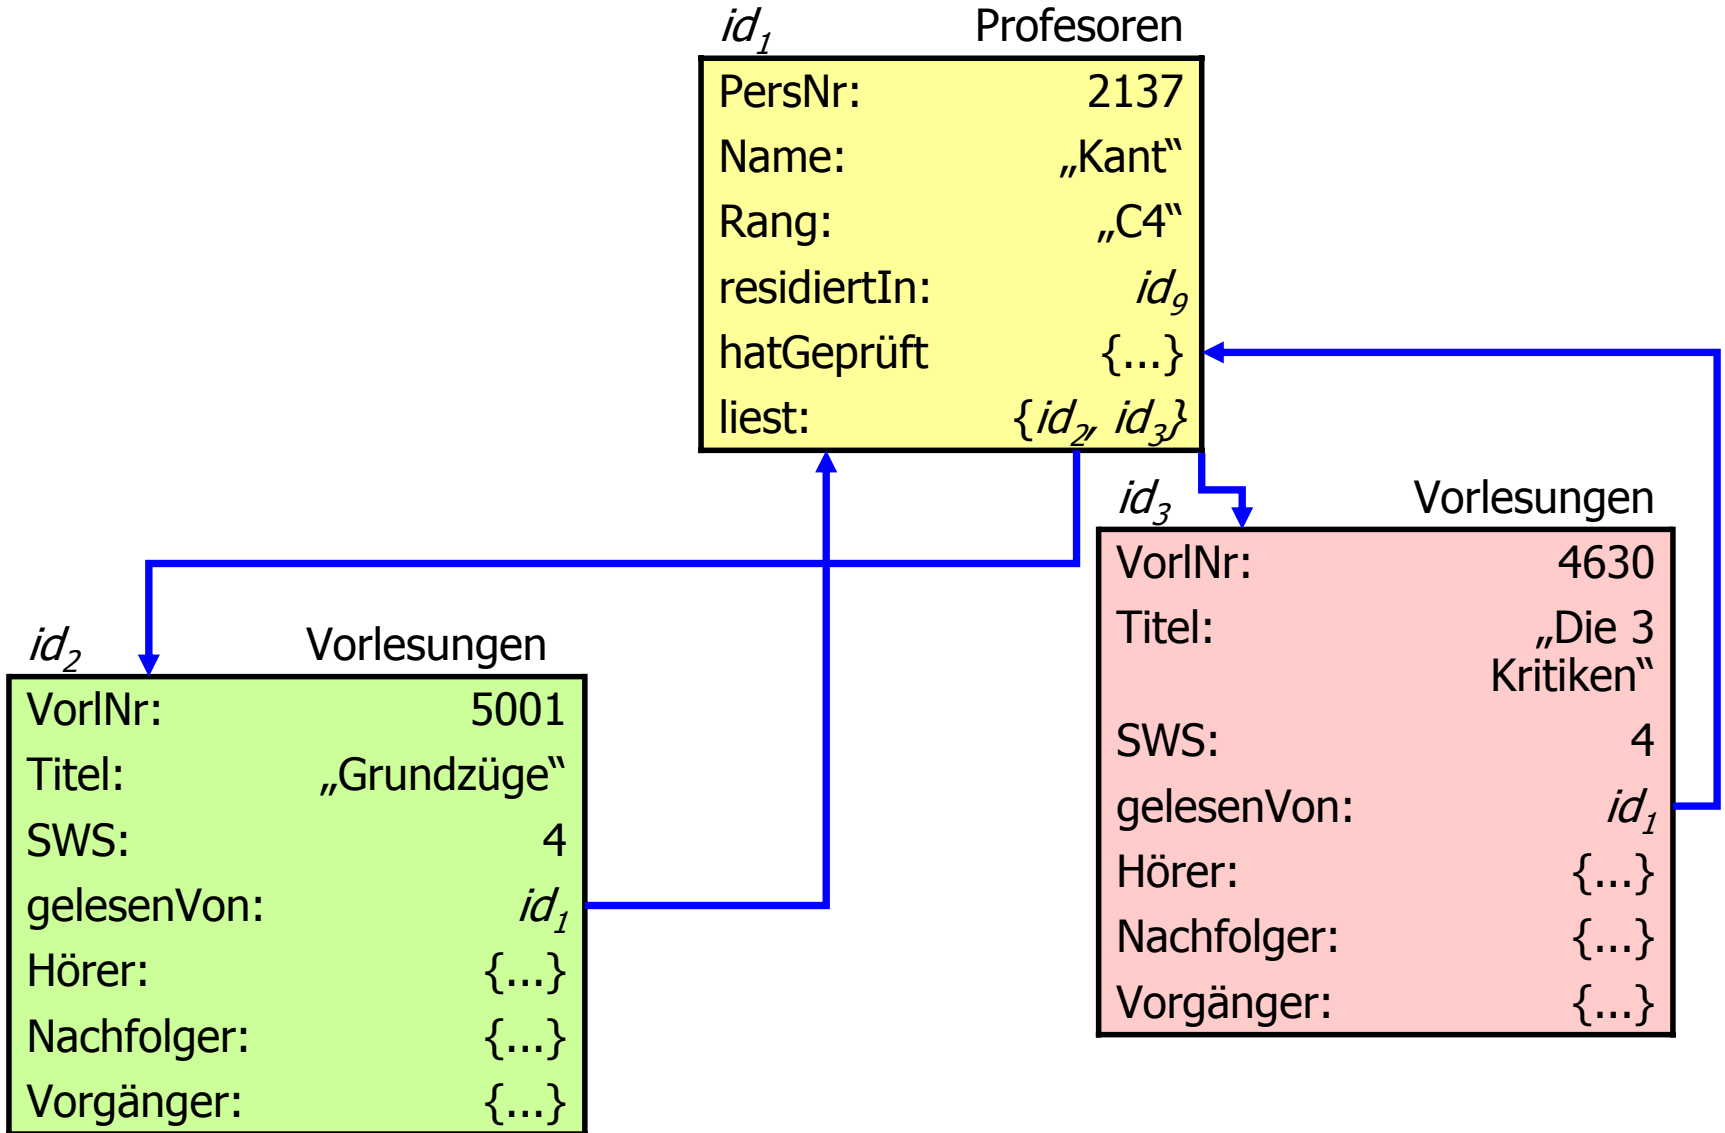 id₁ Profesoren
PersNr: 2137
Name: „Kant“
Rang: „C4“
residiertIn: id₉
hatGeprüft {...}
liest: {id₂, id₃}
id₃ Vorlesungen
VorlNr: 4630
Titel: „Die 3
Kritiken“
SWS: 4
gelesenVon: id₁
Hörer: {...}
Nachfolger: {...}
Vorgänger: {...}
id₂ Vorlesungen
VorlNr: 5001
Titel: „Grundzüge“
SWS: 4
gelesenVon: id₁
Hörer: {...}
Nachfolger: {...}
Vorgänger: {...}